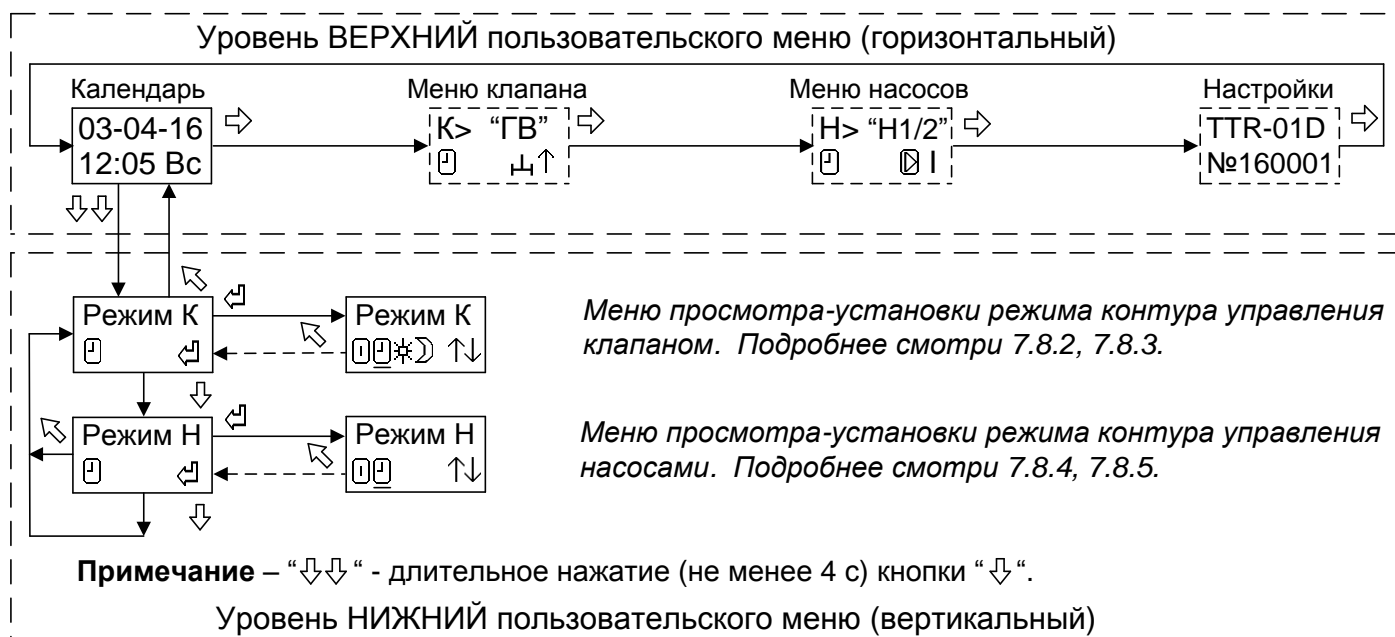 Уровень ВЕРХНИЙ пользовательского меню (горизонтальный)
Календарь
Меню клапана
Меню насосов
Настройки
03-04-16
12:05 Вс
К> “ГВ”
Н> “Н1/2”
I
TTR-01D
№160001
Режим К
Режим К
Меню просмотра-установки режима контура управления
клапаном. Подробнее смотри 7.8.2, 7.8.3.
Режим Н
Режим Н
Меню просмотра-установки режима контура управления
насосами. Подробнее смотри 7.8.4, 7.8.5.
Примечание – “⇩⇩“ - длительное нажатие (не менее 4 с) кнопки “⇩“.
Уровень НИЖНИЙ пользовательского меню (вертикальный)